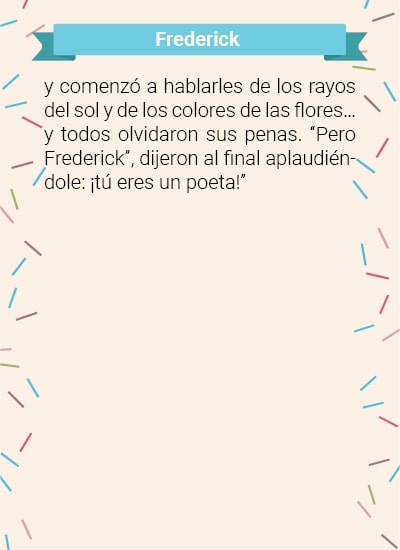 Frederick
y comenzó a hablarles de los rayos
del sol y de los colores de las flores...
y todos olvidaron sus penas. “Pero
Frederick”, dijeron al final aplaudién-
dole: ¡tú eres un poeta!”